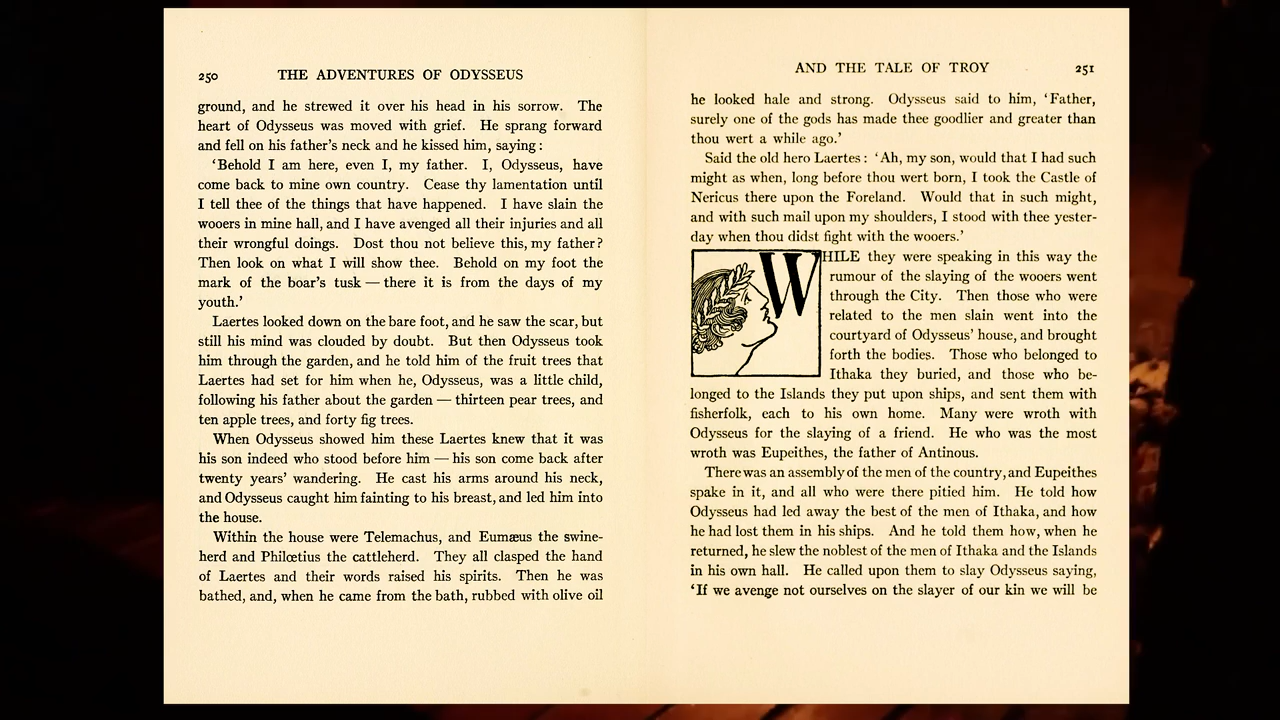 250 THE ADVENTURES OF ODYSSEUS
ground, and he strewed it over his head in his sorrow. The
heart of Odysseus was moved with grief. He sprang forward
and fell on his father's neck and he kissed him, saying:
'Behold I am here, even I, my father. I, Odysseus, have
come back to mine own country. Cease thy lamentation until
I tell thee of the things that have happened. I have slain the
wooers in mine hall, and I have avenged all their injuries and all
their wrongful doings. Dost thou not believe this, my father?
Then look on what I will show thee. Behold on my foot the
mark of the boar's tusk — there it is from the days of my
youth.'
Laertes looked down on the bare foot, and he saw the scar, but
still his mind was clouded by doubt. But then Odysseus took
him through the garden, and he told him of the fruit trees that
Laertes had set for him when he, Odysseus, was a little child,
following his father about the garden — thirteen pear trees, and
ten apple trees, and forty fig trees.
When Odysseus showed him these Laertes knew that it was
his son indeed who stood before him — his son come back after
twenty years' wandering. He cast his arms around his neck,
and Odysseus caught him fainting to his breast, and led him into
the house.
Within the house were Telemachus, and Eumæus the swine-
herd and Philœtius the cattleherd. They all clasped the hand
of Laertes and their words raised his spirits. Then he was
bathed, and, when he came from the bath, rubbed with olive oil
AND THE TALE OF TROY 251
he looked hale and strong. Odysseus said to him, 'Father,
surely one of the gods has made thee goodlier and greater than
thou wert a while ago.'
Said the old hero Laertes: 'Ah, my son, would that I had such
might as when, long before thou wert born, I took the Castle of
Nericus there upon the Foreland. Would that in such might,
and with such mail upon my shoulders, I stood with thee yester-
day when thou didst fight with the wooers.'
WHILE they were speaking in this way the
rumour of the slaying of the wooers went
through the City. Then those who were
related to the men slain went into the
courtyard of Odysseus' house, and brought
forth the bodies. Those who belonged to
Ithaka they buried, and those who be-
longed to the Islands they put upon ships, and sent them with
fisherfolk, each to his own home. Many were wroth with
Odysseus for the slaying of a friend. He who was the most
wroth was Eupeithes, the father of Antinous.
There was an assembly of the men of the country, and Eupeithes
spake in it, and all who were there pitied him. He told how
Odysseus had led away the best of the men of Ithaka, and how
he had lost them in his ships. And he told them how, when he
returned, he slew the noblest of the men of Ithaka and the Islands
in his own hall. He called upon them to slay Odysseus saying,
'If we avenge not ourselves on the slayer of our kin we will be